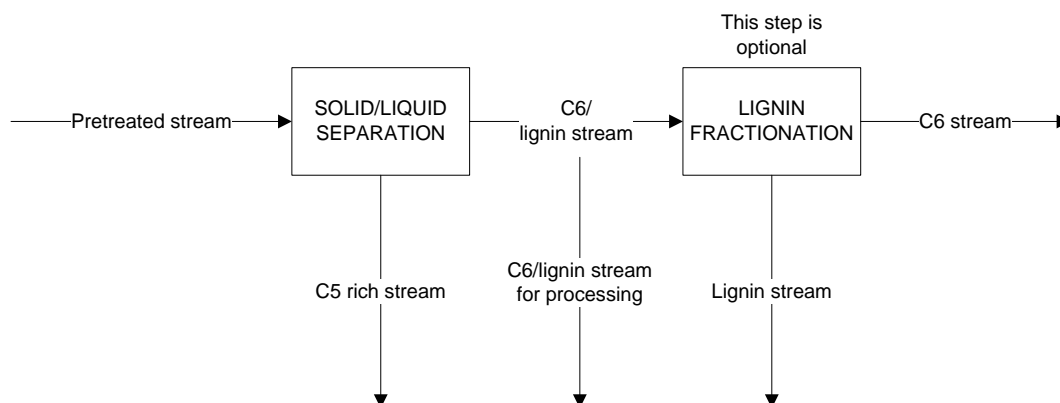 This step is
optional
Pretreated stream
SOLID/LIQUID
SEPARATION
C6/
lignin stream
LIGNIN
FRACTIONATION
C6 stream
C5 rich stream
C6/lignin stream
for processing
Lignin stream